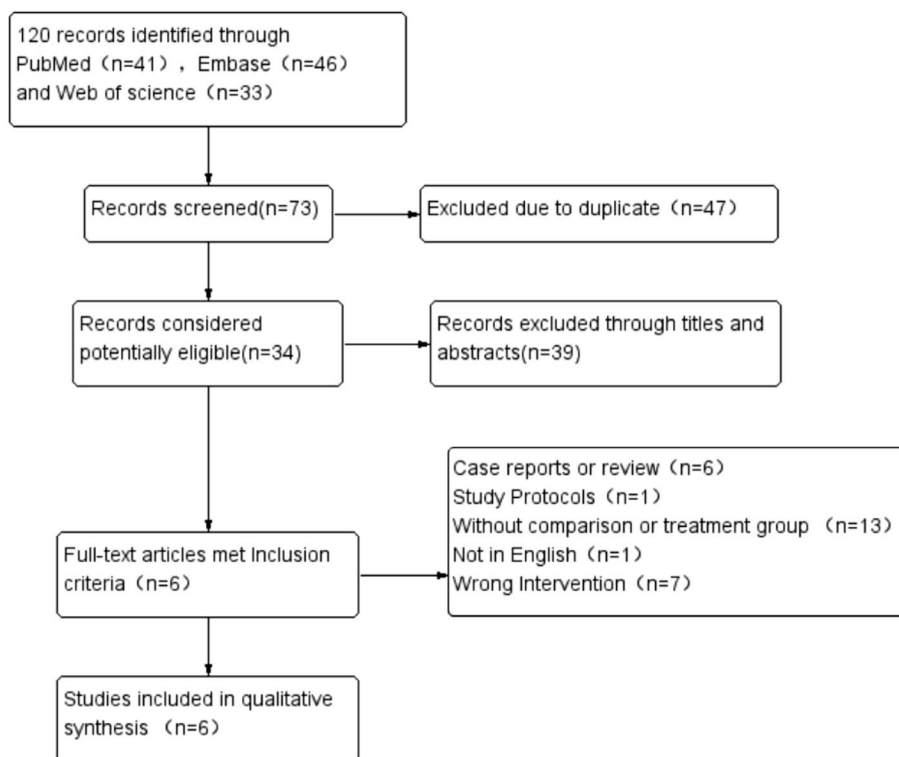 120 records identified through
PubMed（n=41）, Embase（n=46）
and Web of science（n=33）
Records screened(n=73)
Excluded due to duplicate（n=47）
Records considered
potentially eligible(n=34)
Records excluded through titles and
abstracts(n=39)
Case reports or review（n=6）
Study Protocols（n=1）
Without comparison or treatment group（n=13）
Not in English（n=1）
Wrong Intervention（n=7）
Full-text articles met Inclusion
criteria（n=6）
Studies included in qualitative
synthesis（n=6）